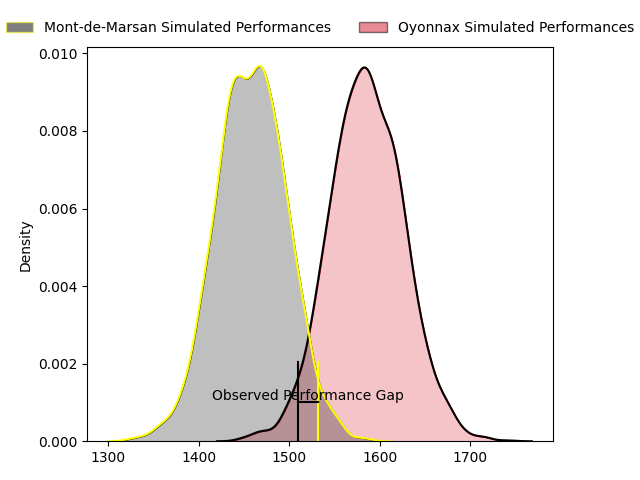 Mont-de-Marsan Simulated Performances
Oyonnax Simulated Performances
0.010
0.008
0.006
0.004
0.002
0.000
Density
Observed Performance Gap
1300 1400 1500 1600 1700